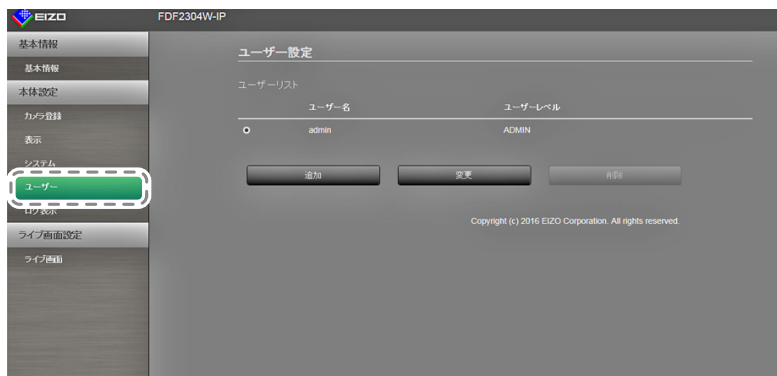 EIZO FDF2304W-IP
基本情報
基本情報
本体設定
カメラ登録
表示
システム
ユーザー
ログ表示
ライブ画面設定
ライブ画面
ユーザー設定
ユーザーリスト
ユーザー名 ユーザーレベル
admin ADMIN
追加 変更 削除
Copyright (c) 2016 EIZO Corporation. All rights reserved.